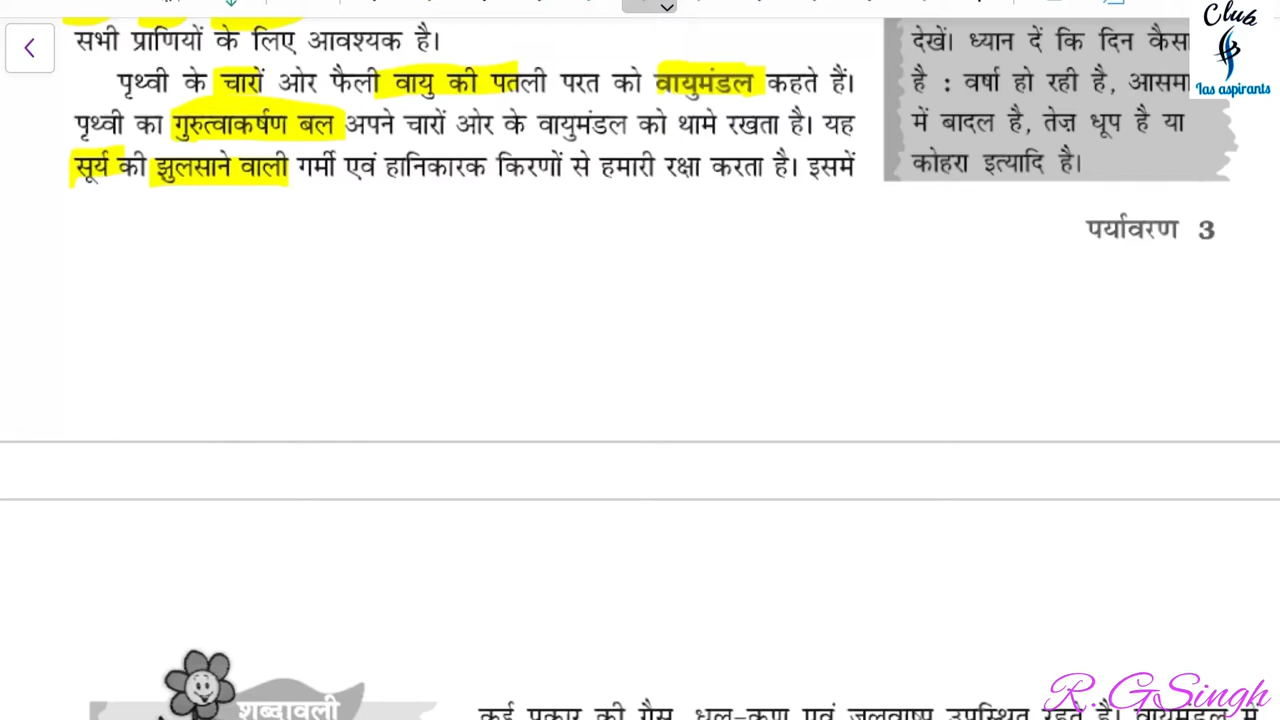 सभी प्राणियों के लिए आवश्यक है।
पृथ्वी के चारों ओर फैली वायु की पतली परत को वायुमंडल कहते हैं।
पृथ्वी का गुरुत्वाकर्षण बल अपने चारों ओर के वायुमंडल को थामे रखता है। यह
सूर्य की झुलसाने वाली गर्मी एवं हानिकारक किरणों से हमारी रक्षा करता है। इसमें
देखें। ध्यान दें कि दिन कैसा
है : वर्षा हो रही है, आसमा
में बादल है, तेज़ धूप है या
कोहरा इत्यादि है।
Club
Ias aspirants
पर्यावरण 3
शब्दावली
कई प्रकार की गैस, धूल-कण एवं जलवाष्प उपस्थित रहते हैं। वायुमंडल में
R. G. Singh